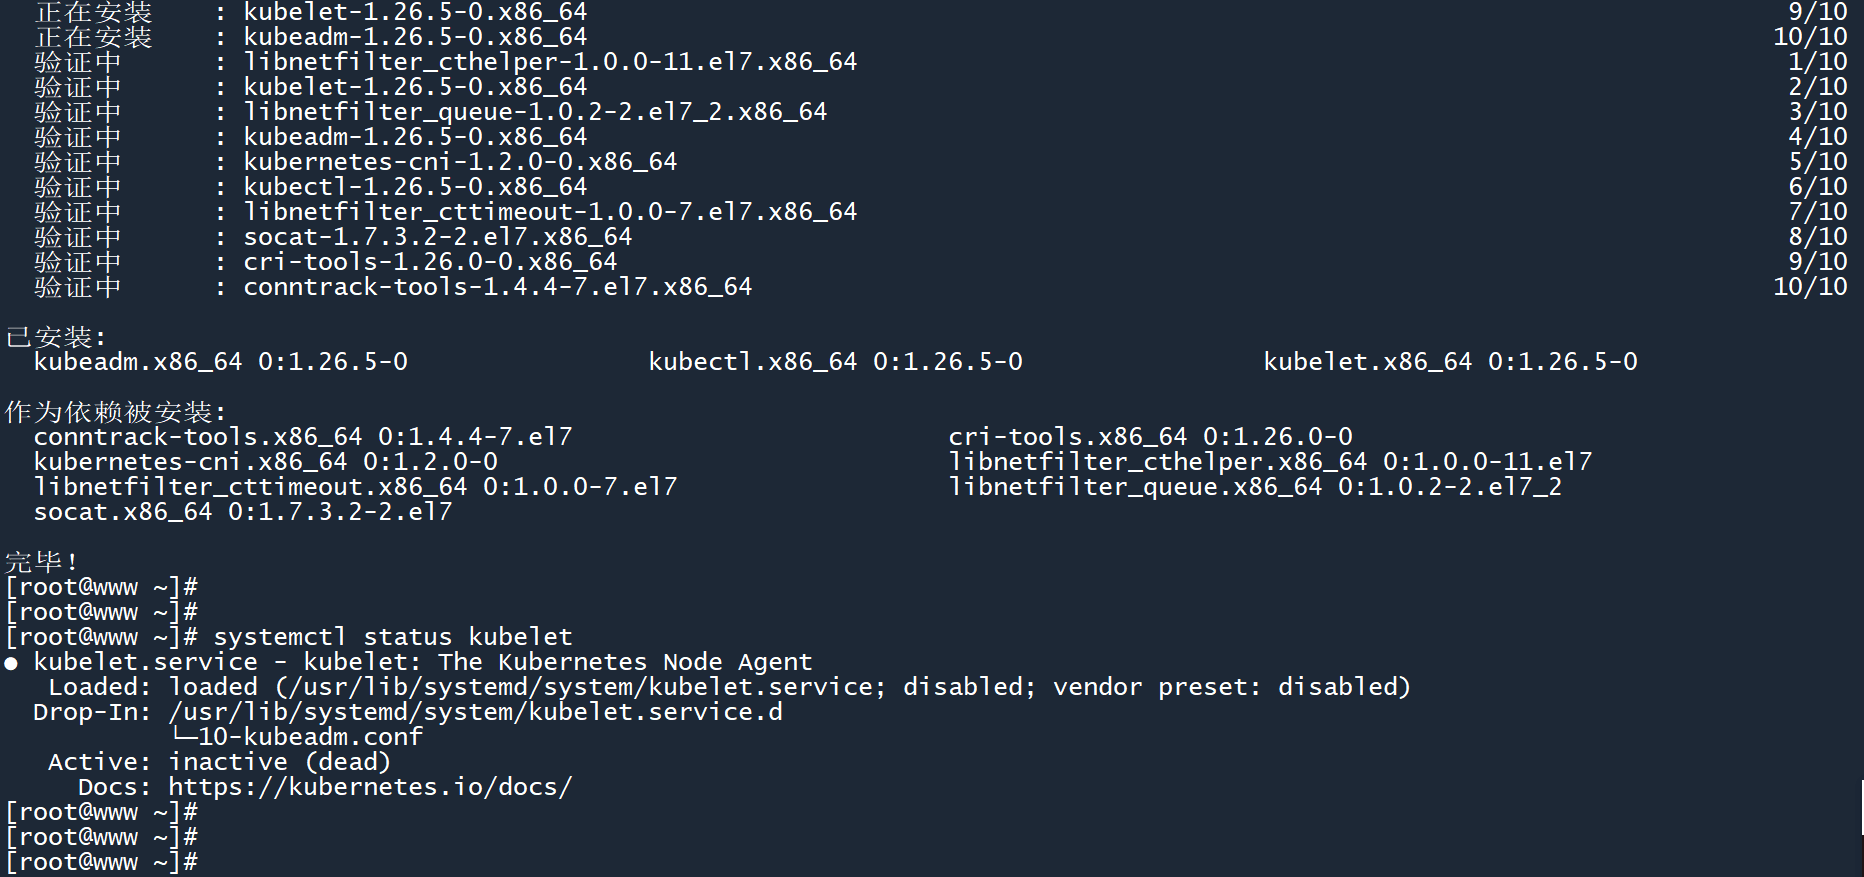 正在安装    : kubelet-1.26.5-0.x86_64    9/10
正在安装    : kubeadm-1.26.5-0.x86_64    10/10
验证中      : libnetfilter_cthelper-1.0.0-11.el7.x86_64    1/10
验证中      : kubelet-1.26.5-0.x86_64    2/10
验证中      : libnetfilter_queue-1.0.2-2.el7_2.x86_64    3/10
验证中      : kubeadm-1.26.5-0.x86_64    4/10
验证中      : kubernetes-cni-1.2.0-0.x86_64    5/10
验证中      : kubectl-1.26.5-0.x86_64    6/10
验证中      : libnetfilter_cttimeout-1.0.0-7.el7.x86_64    7/10
验证中      : socat-1.7.3.2-2.el7.x86_64    8/10
验证中      : cri-tools-1.26.0-0.x86_64    9/10
验证中      : conntrack-tools-1.4.4-7.el7.x86_64    10/10
已安装:
kubeadm.x86_64 0:1.26.5-0    kubectl.x86_64 0:1.26.5-0    kubelet.x86_64 0:1.26.5-0
作为依赖被安装:
conntrack-tools.x86_64 0:1.4.4-7.el7    cri-tools.x86_64 0:1.26.0-0
kubernetes-cni.x86_64 0:1.2.0-0    libnetfilter_cthelper.x86_64 0:1.0.0-11.el7
libnetfilter_cttimeout.x86_64 0:1.0.0-7.el7    libnetfilter_queue.x86_64 0:1.0.2-2.el7_2
socat.x86_64 0:1.7.3.2-2.el7
完毕！
[root@www ~]#
[root@www ~]#
[root@www ~]# systemctl status kubelet
● kubelet.service - kubelet: The Kubernetes Node Agent
Loaded: loaded (/usr/lib/systemd/system/kubelet.service; disabled; vendor preset: disabled)
Drop-In: /usr/lib/systemd/system/kubelet.service.d
└─10-kubeadm.conf
Active: inactive (dead)
Docs: https://kubernetes.io/docs/
[root@www ~]#
[root@www ~]#
[root@www ~]#